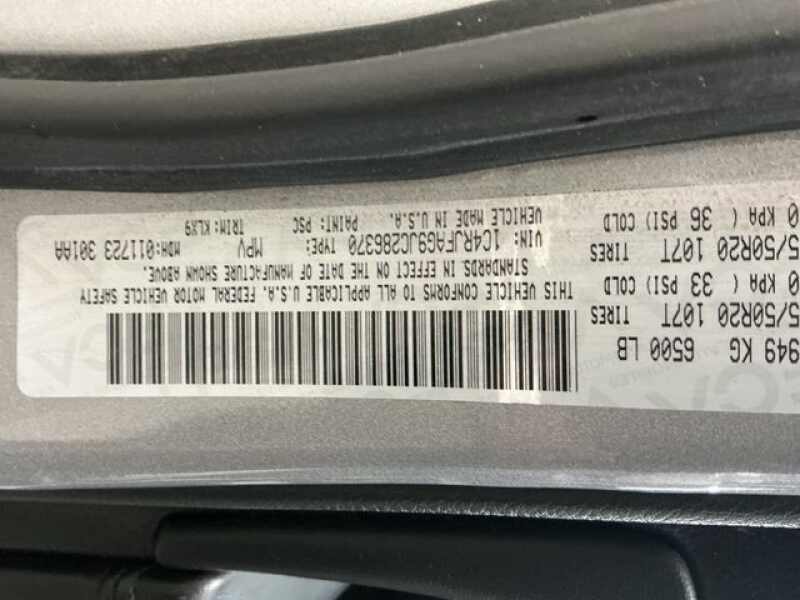 949 KG 6500 LB
5/50R20 107T TIRES
0 KPA ( 33 PSI) COLD
5/50R20 107T TIRES
0 KPA ( 36 PSI) COLD
THIS VEHICLE CONFORMS TO ALL APPLICABLE U.S.A. FEDERAL MOTOR VEHICLE SAFETY
STANDARDS IN EFFECT ON THE DATE OF MANUFACTURE SHOWN ABOVE.
VIN: 1C4RJFAG9JC286370 TYPE: MPV MDH:011723 301AA
VEHICLE MADE IN U.S.A. PAINT: PSC TRIM: KLX9